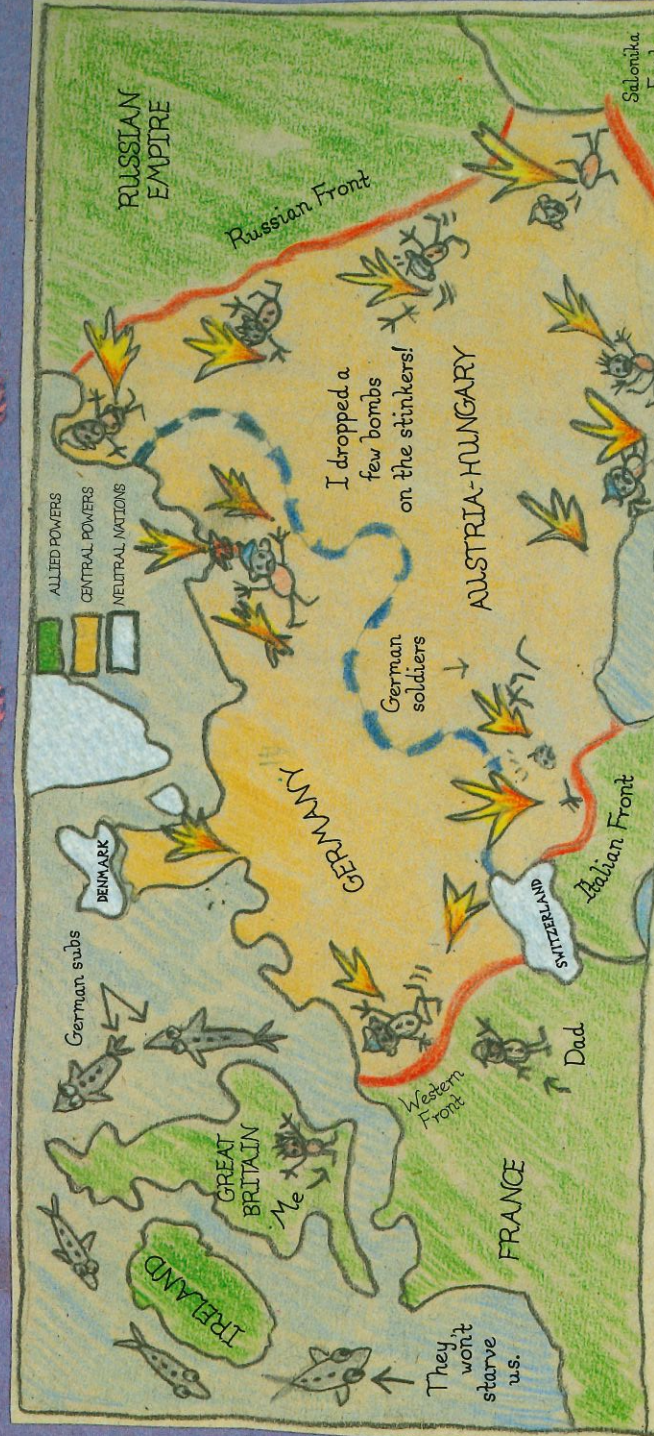 German subs
DENMARK
ALLIED POWERS
CENTRAL POWERS
NEUTRAL NATIONS
RUSSIAN
EMPIRE
IRELAND
GREAT
BRITAIN
Me
Russian Front
GERMANY
I dropped a
few bombs
on the stinkers!
German
soldiers
AUSTRIA-HUNGARY
They
won't
starve
us.
FRANCE
Western
Front
Dad
SWITZERLAND
Italian Front
Salonika